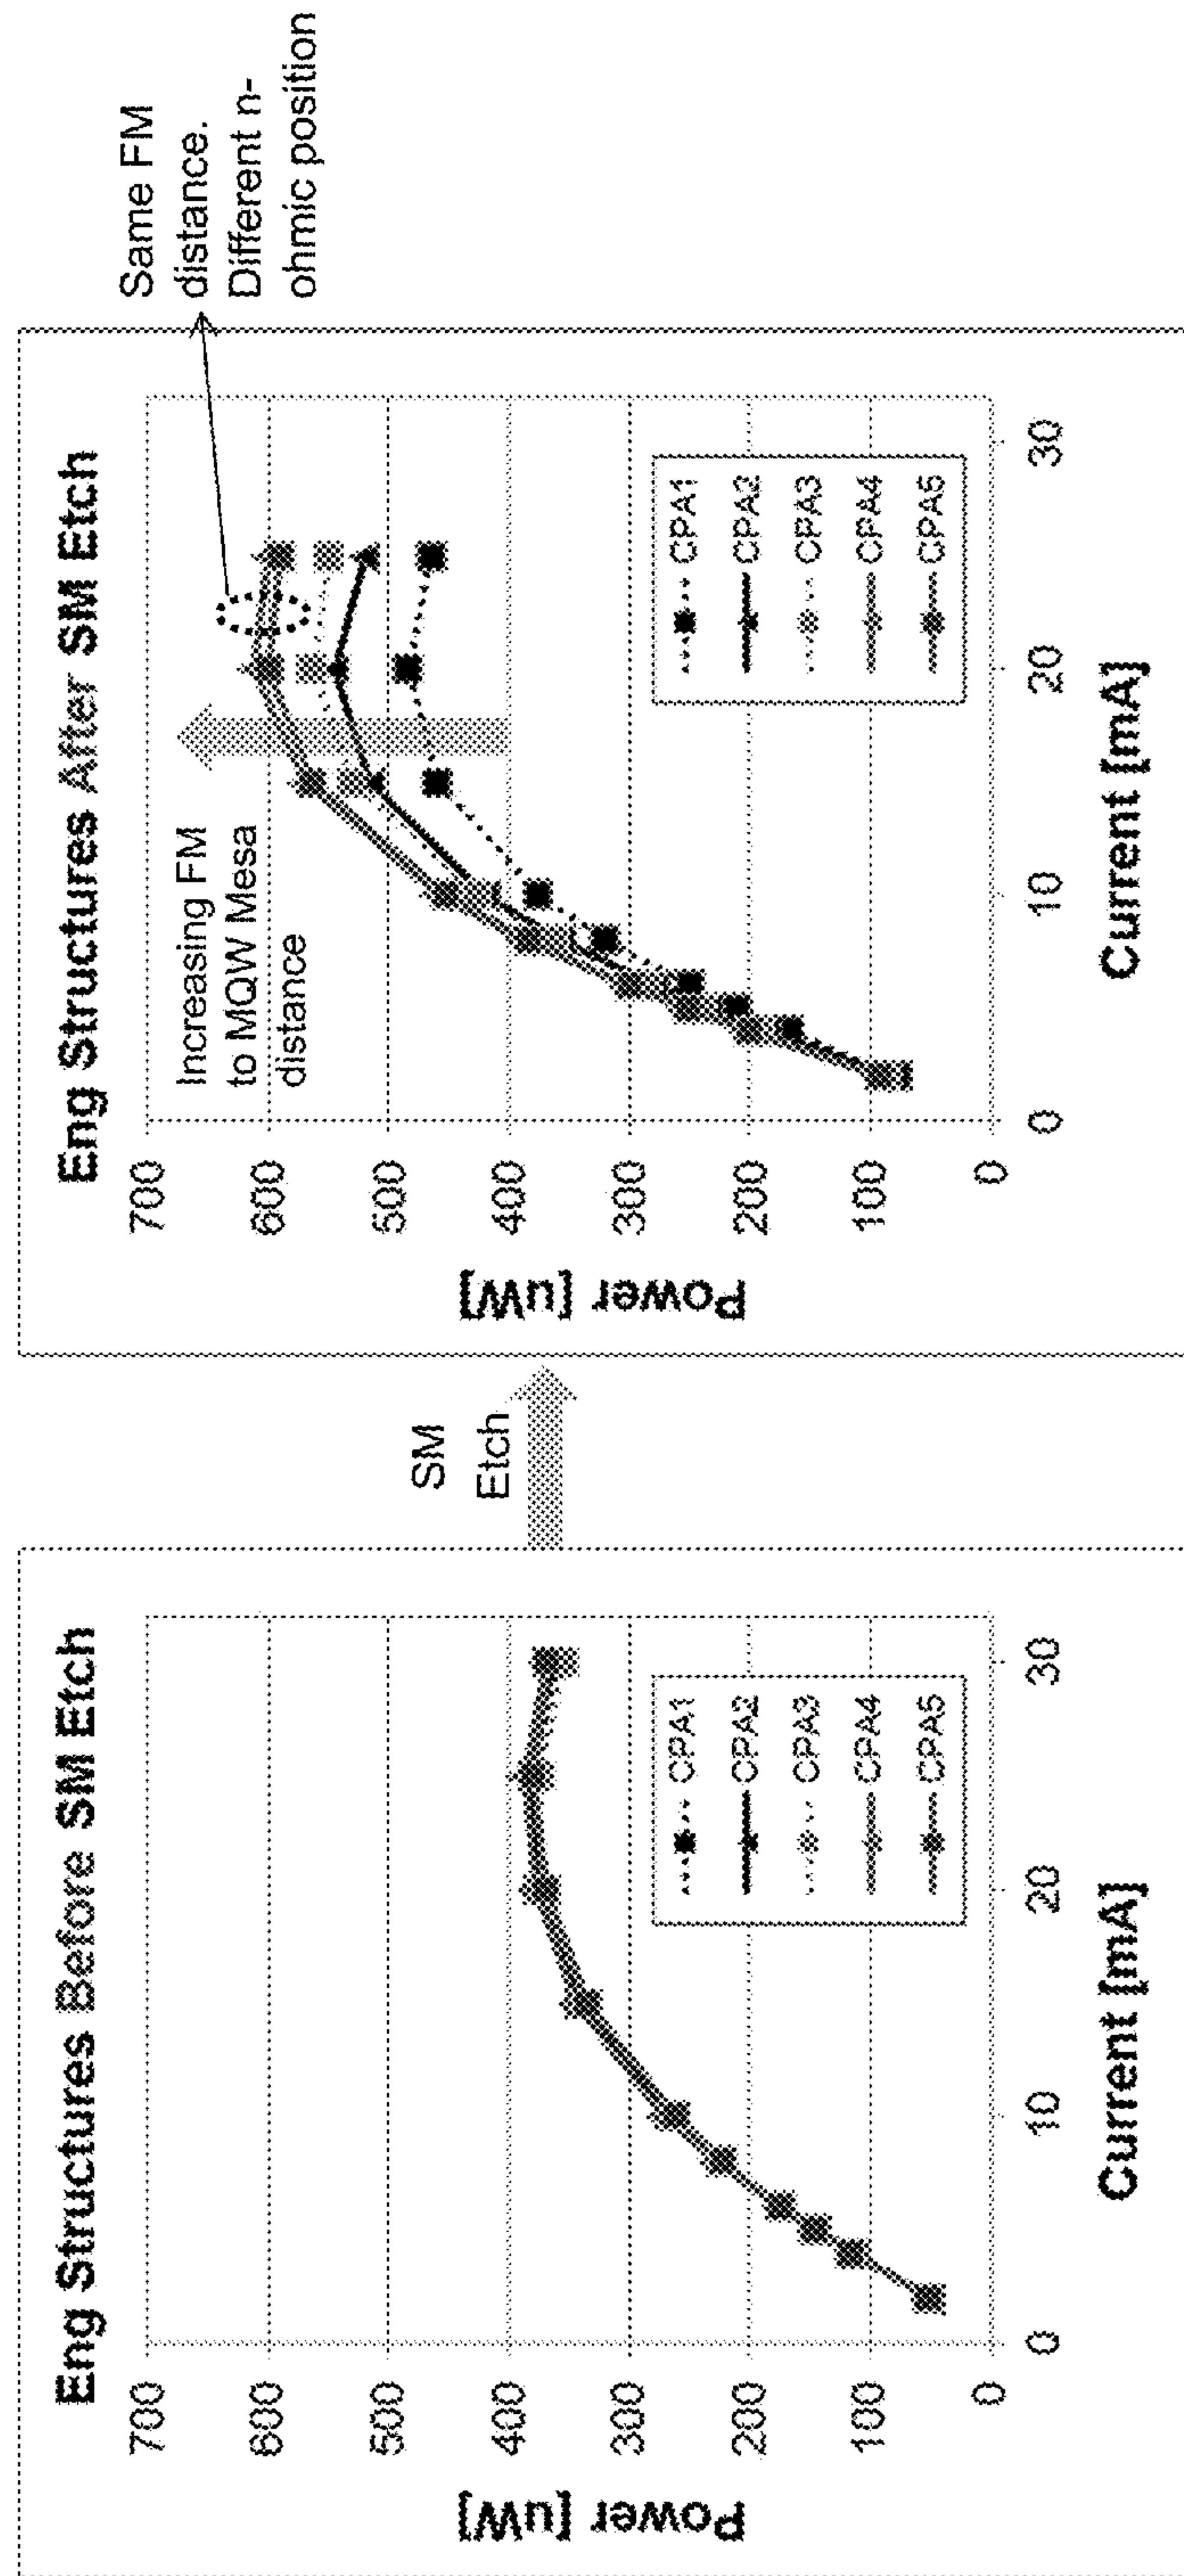 Eng Structures Before SM Etch
700
600
500
400
300
200
100
0
Power [uW]
CPA1
CPA2
CPA3
CPA4
CPA5
0 10 20 30
Current [mA]
SM
Etch
Eng Structures After SM Etch
700
600
500
400
300
200
100
0
Power [uW]
Increasing FM
to MQW Mesa
distance
CPA1
CPA2
CPA3
CPA4
CPA5
0 10 20 30
Current [mA]
Same FM
distance.
Different n-
ohmic position